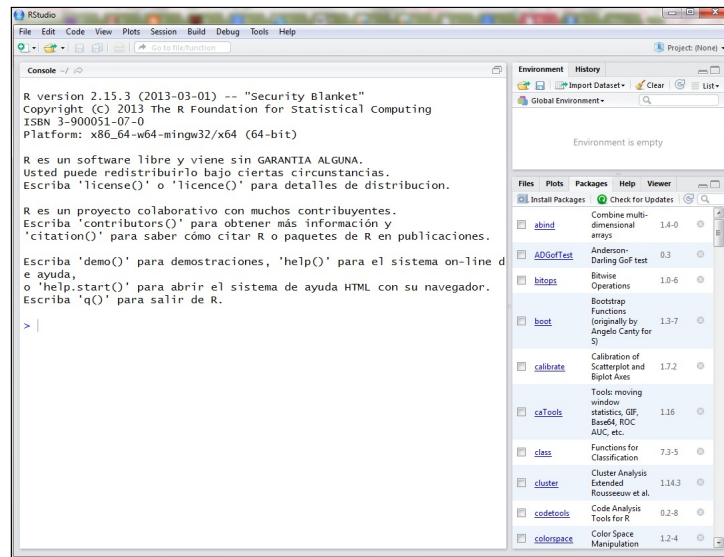 RStudio
File Edit Code View Plots Session Build Debug Tools Help
Go to file/function
Project: (None)
Console ~/
R version 2.15.3 (2013-03-01) -- "Security Blanket"
Copyright (C) 2013 The R Foundation for Statistical Computing
ISBN 3-900051-07-0
Platform: x86_64-w64-mingw32/x64 (64-bit)
R es un software libre y viene sin GARANTIA ALGUNA.
Usted puede redistribuirlo bajo ciertas circunstancias.
Escriba 'license()' o 'licence()' para detalles de distribucion.
R es un proyecto colaborativo con muchos contribuyentes.
Escriba 'contributors()' para obtener más información y
'citation()' para saber cómo citar R o paquetes de R en publicaciones.
Escriba 'demo()' para demostraciones, 'help()' para el sistema on-line d
e ayuda,
o 'help.start()' para abrir el sistema de ayuda HTML con su navegador.
Escriba 'q()' para salir de R.
>
Environment History
Import Dataset Clear List
Global Environment
Environment is empty
Files Plots Packages Help Viewer
Install Packages Check for Updates
abind Combine multi-
dimensional 1.4-0
arrays
ADGofTest Anderson-
Darling GoF test 0.3
bitops Bitwise
Operations 1.0-6
boot Bootstrap
Functions
(originally by 1.3-7
Angelo Canty for
S)
calibrate Calibration of
Scatterplot and 1.7.2
Biplot Axes
caTools Tools: moving
window
statistics, GIF, 1.16
Base64, ROC
AUC, etc.
class Functions for
Classification 7.3-5
cluster Cluster Analysis
Extended 1.14.3
Rousseeuw et al.
codetools Code Analysis
Tools for R 0.2-8
colorspace Color Space
Manipulation 1.2-4